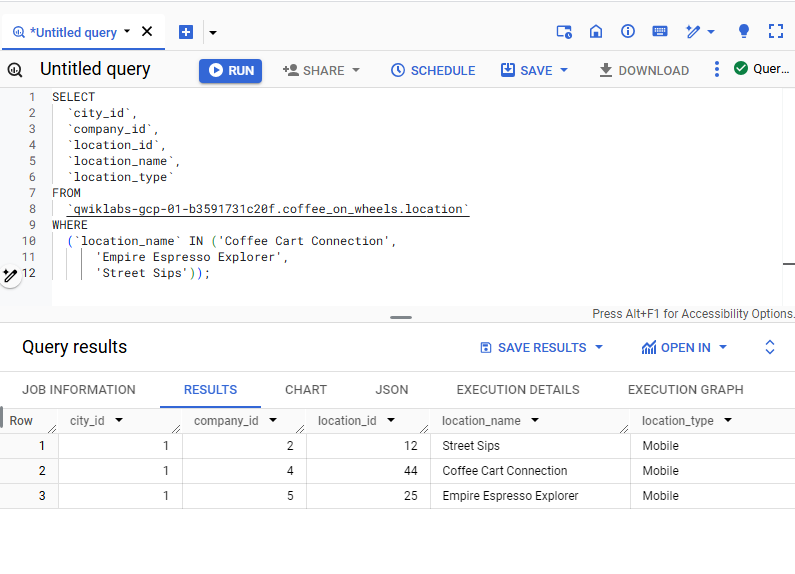 *Untitled query
Untitled query RUN SHARE SCHEDULE SAVE DOWNLOAD Quer...
1 SELECT
2 `city_id`,
3 `company_id`,
4 `location_id`,
5 `location_name`,
6 `location_type`
7 FROM
8 `qwiklabs-gcp-01-b3591731c20f.coffee_on_wheels.location`
9 WHERE
10 (`location_name` IN ('Coffee Cart Connection',
11 'Empire Espresso Explorer',
12 'Street Sips'));
Press Alt+F1 for Accessibility Options.
Query results SAVE RESULTS OPEN IN
JOB INFORMATION RESULTS CHART JSON EXECUTION DETAILS EXECUTION GRAPH
Row city_id company_id location_id location_name location_type
1 1 2 12 Street Sips Mobile
2 1 4 44 Coffee Cart Connection Mobile
3 1 5 25 Empire Espresso Explorer Mobile